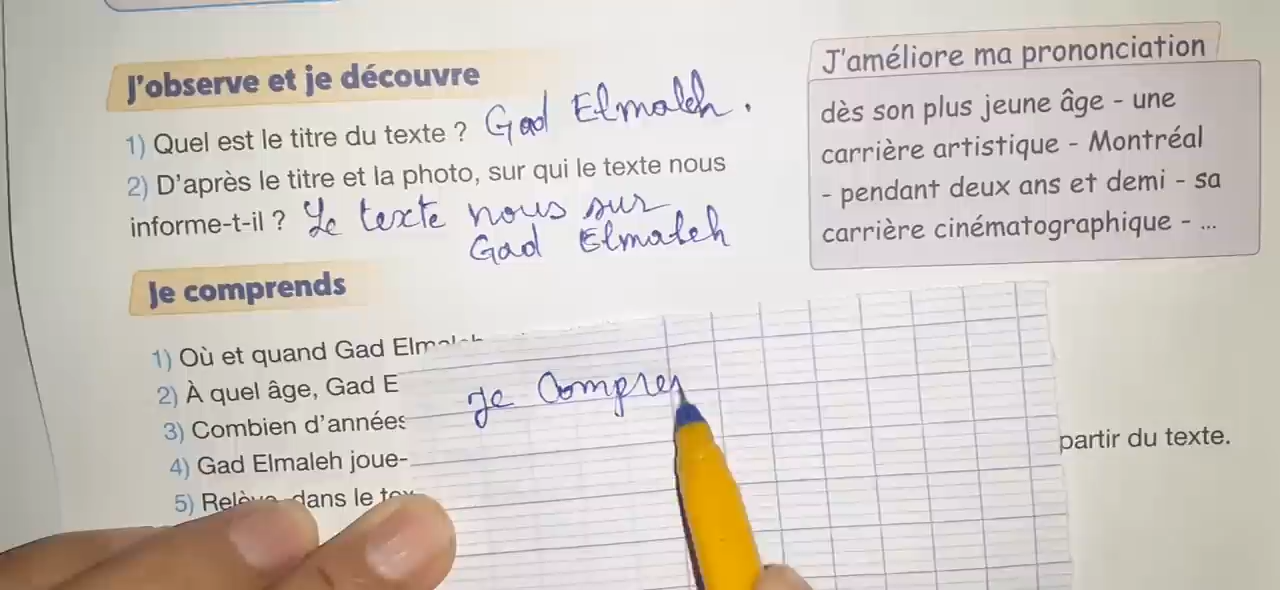 J'observe et je découvre
1) Quel est le titre du texte ? Gad Elmaleh.
2) D'après le titre et la photo, sur qui le texte nous
informe-t-il ? Le texte nous sur
Gad Elmaleh
Je comprends
1) Où et quand Gad Elmaleh
2) À quel âge, Gad E
3) Combien d'années
4) Gad Elmaleh joue-
5) Relève dans le tex
Je compren
partir du texte.
J'améliore ma prononciation
dès son plus jeune âge - une
carrière artistique - Montréal
- pendant deux ans et demi - sa
carrière cinématographique - ...